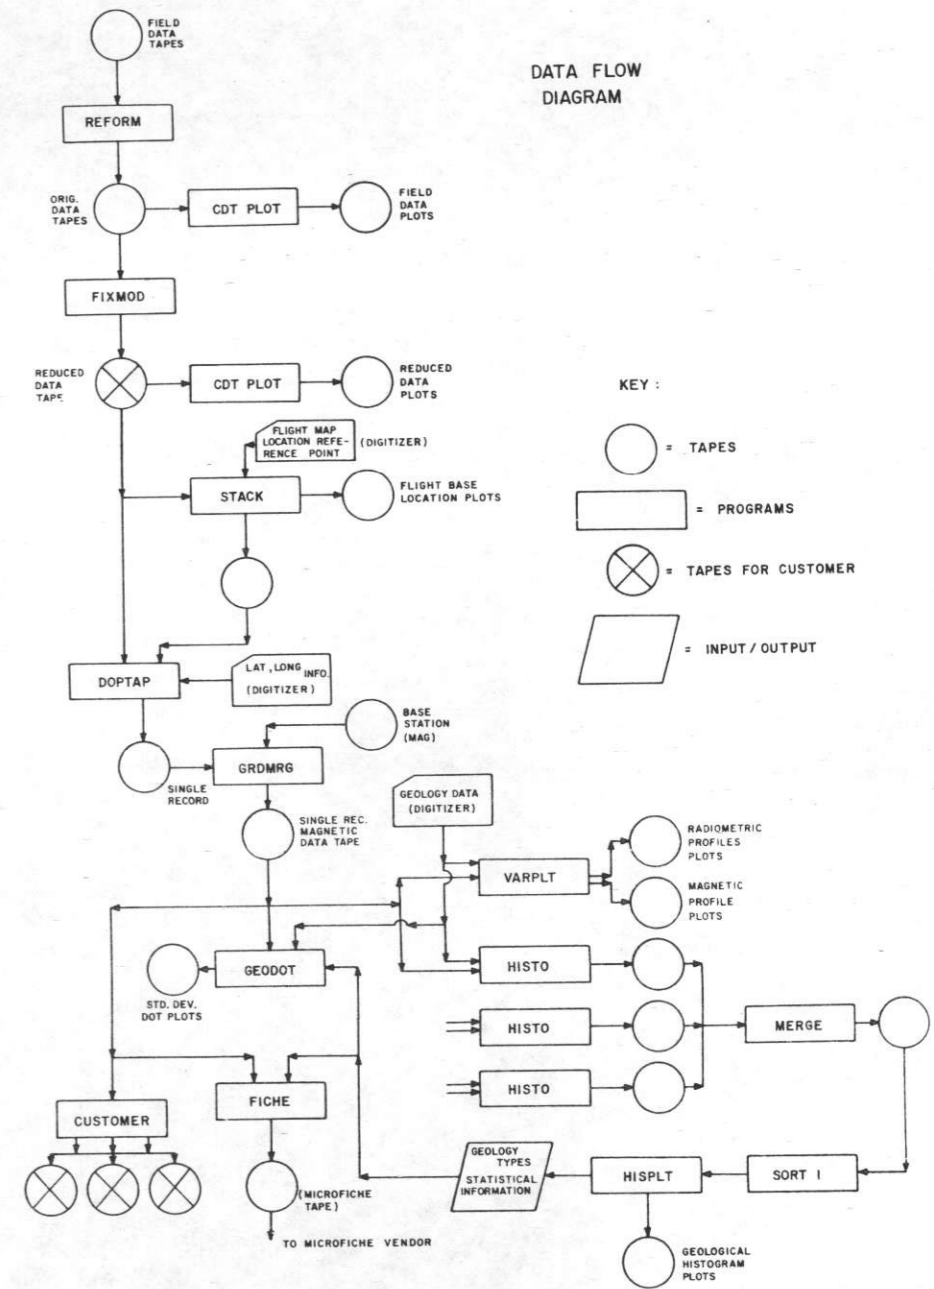 FIELD
DATA
TAPES
DATA FLOW
DIAGRAM
REFORM
ORIG.
DATA
TAPES
CDT PLOT
FIELD
DATA
PLOTS
FIXMOD
REDUCED
DATA
TAPE
CDT PLOT
REDUCED
DATA
PLOTS
KEY :
= TAPES
= PROGRAMS
= TAPES FOR CUSTOMER
= INPUT / OUTPUT
FLIGHT MAP
LOCATION REFE-
RENCE POINT
(DIGITIZER)
STACK
FLIGHT BASE
LOCATION PLOTS
DOPTAP
LAT, LONG INFO.
(DIGITIZER)
BASE
STATION
(MAG)
SINGLE
RECORD
GRDMRG
GEOLOGY DATA
(DIGITIZER)
SINGLE REC.
MAGNETIC
DATA TAPE
VARPLT
RADIOMETRIC
PROFILES
PLOTS
MAGNETIC
PROFILE
PLOTS
GEODOT
STD. DEV.
DOT PLOTS
HISTO
HISTO
HISTO
MERGE
FICHE
CUSTOMER
GEOLOGY
TYPES
STATISTICAL
INFORMATION
HISPLT
SORT I
(MICROFICHE
TAPE)
TO MICROFICHE VENDOR
GEOLOGICAL
HISTOGRAM
PLOTS